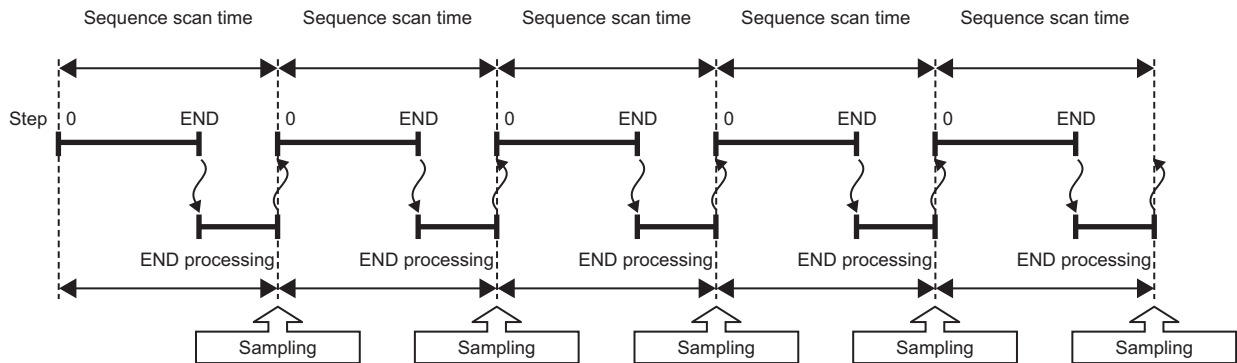 Sequence scan time Sequence scan time Sequence scan time Sequence scan time Sequence scan time
Step 0 END 0 END 0 END 0 END 0 END
END processing END processing END processing END processing END processing
Sampling Sampling Sampling Sampling Sampling